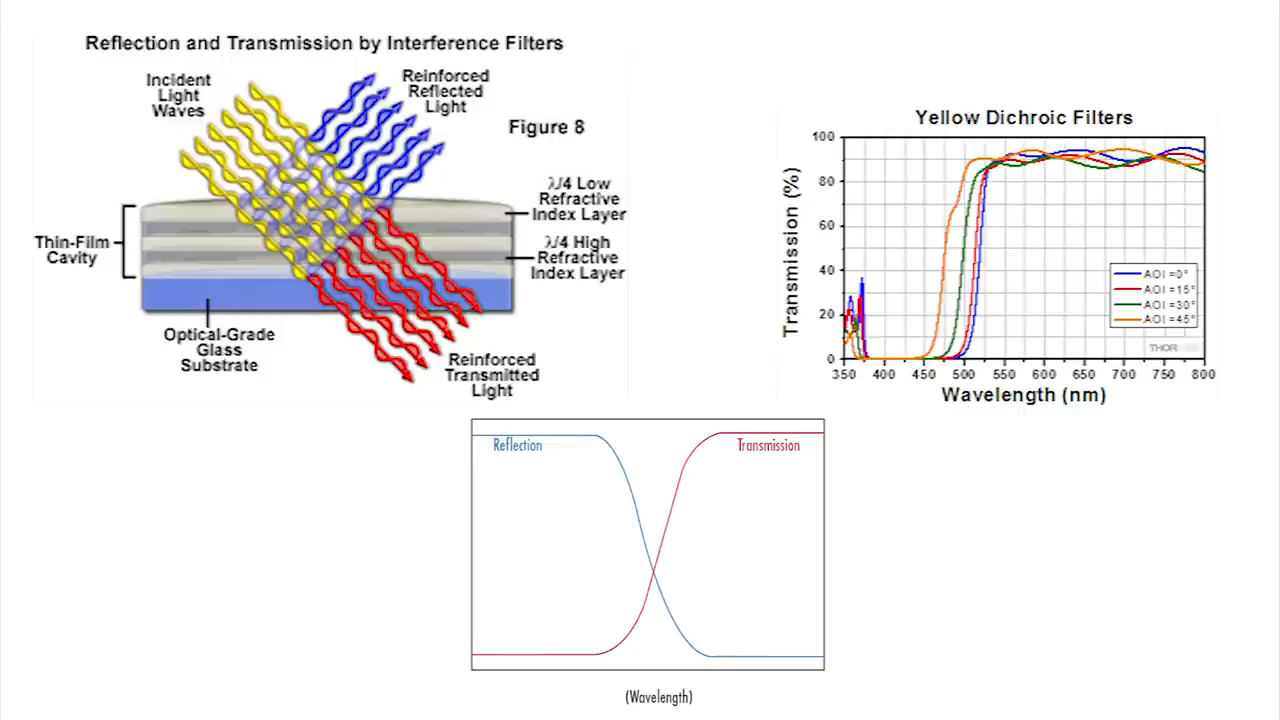 Reflection and Transmission by Interference Filters
Incident
Light
Waves
Reinforced
Reflected
Light
Figure 8
λ/4 Low
Refractive
Index Layer
Thin-Film
Cavity
λ/4 High
Refractive
Index Layer
Optical-Grade
Glass
Substrate
Reinforced
Transmitted
Light
Yellow Dichroic Filters
Transmission (%)
100
80
60
40
20
0
AOI =0°
AOI =15°
AOI =30°
AOI =45°
THOR
350 400 450 500 550 600 650 700 750 800
Wavelength (nm)
Reflection
Transmission
(Wavelength)